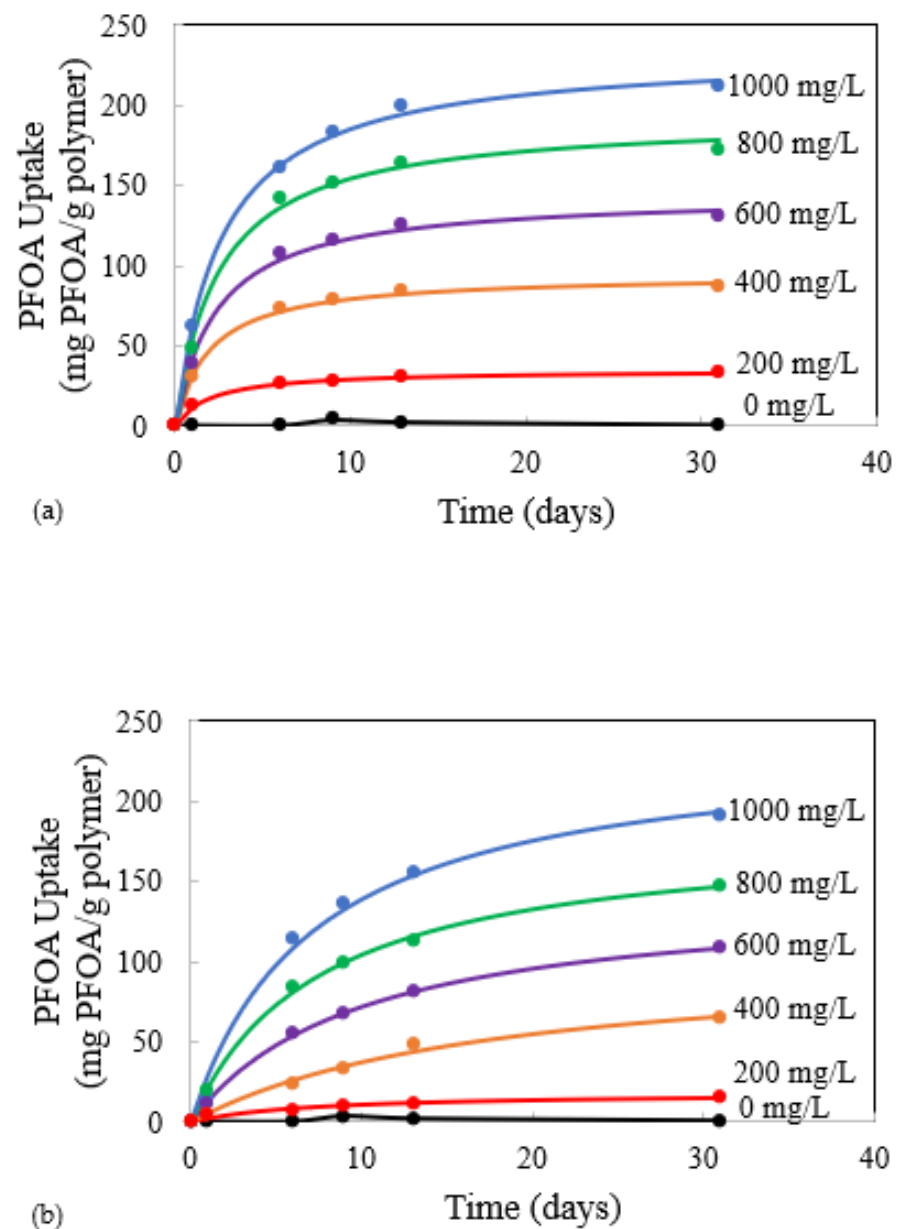 250
200
150
100
50
0
PFOA Uptake
(mg PFOA/g polymer)
1000 mg/L
800 mg/L
600 mg/L
400 mg/L
200 mg/L
0 mg/L
0
10
20
30
40
Time (days)
(a)
250
200
150
100
50
0
PFOA Uptake
(mg PFOA/g polymer)
1000 mg/L
800 mg/L
600 mg/L
400 mg/L
200 mg/L
0 mg/L
0
10
20
30
40
Time (days)
(b)